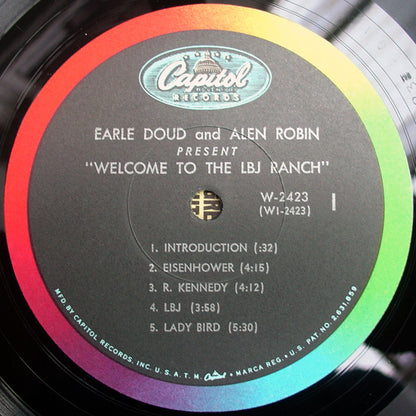 Capitol
RECORDS
EARLE DOUD and ALEN ROBIN
PRESENT
"WELCOME TO THE LBJ RANCH"
W-2423
(W1-2423)
1
1. INTRODUCTION (:32)
2. EISENHOWER (4:15)
3. R. KENNEDY (4:12)
4. LBJ (3:58)
5. LADY BIRD (5:30)
MFD. BY CAPITOL RECORDS, INC. U.S.A. T.M. Capitol MARCA REG. • U.S. PAT. NO. 2,631,859